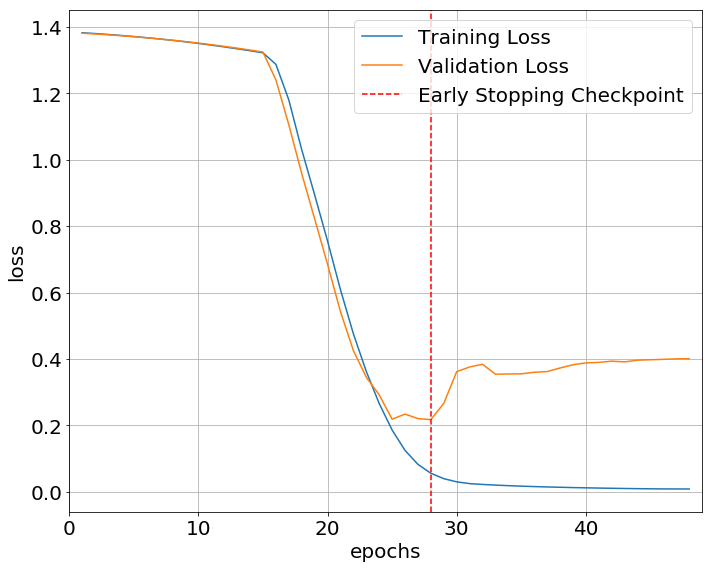 1.4
1.2
1.0
0.8
0.6
0.4
0.2
0.0
loss
Training Loss
Validation Loss
Early Stopping Checkpoint
0 10 20 30 40
epochs